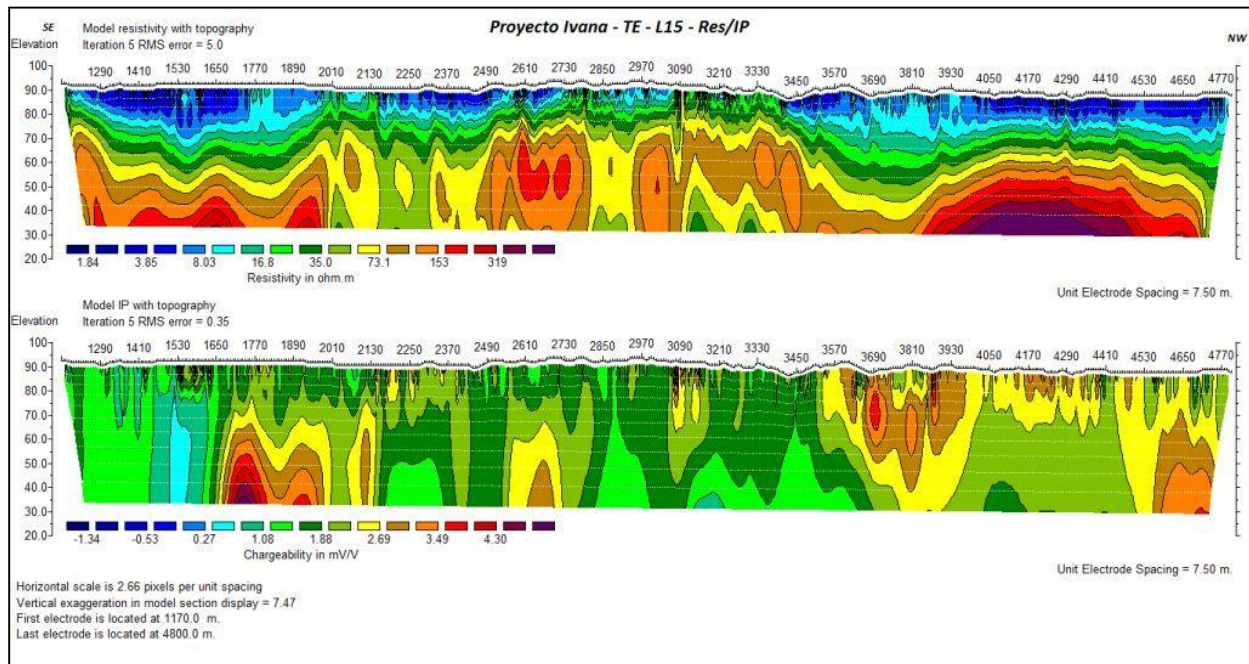 Proyecto Ivana - TE - L15 - Res/IP
SE
NW
Model resistivity with topography
Elevation
Iteration 5 RMS error = 5.0
1290 1410 1530 1650 1770 1890 2010 2130 2250 2370 2490 2610 2730 2850 2970 3090 3210 3330 3450 3570 3690 3810 3930 4050 4170 4290 4410 4530 4650 4770
100
90.0
80.0
70.0
60.0
50.0
40.0
30.0
20.0
1.84 3.85 8.03 16.8 35.0 73.1 153 319
Resistivity in ohm.m
Unit Electrode Spacing = 7.50 m.
Model IP with topography
Elevation
Iteration 5 RMS error = 0.35
1290 1410 1530 1650 1770 1890 2010 2130 2250 2370 2490 2610 2730 2850 2970 3090 3210 3330 3450 3570 3690 3810 3930 4050 4170 4290 4410 4530 4650 4770
100
90.0
80.0
70.0
60.0
50.0
40.0
30.0
20.0
-1.34 -0.53 0.27 1.08 1.88 2.69 3.49 4.30
Chargeability in mV/V
Unit Electrode Spacing = 7.50 m.
Horizontal scale is 2.66 pixels per unit spacing
Vertical exaggeration in model section display = 7.47
First electrode is located at 1170.0 m.
Last electrode is located at 4800.0 m.